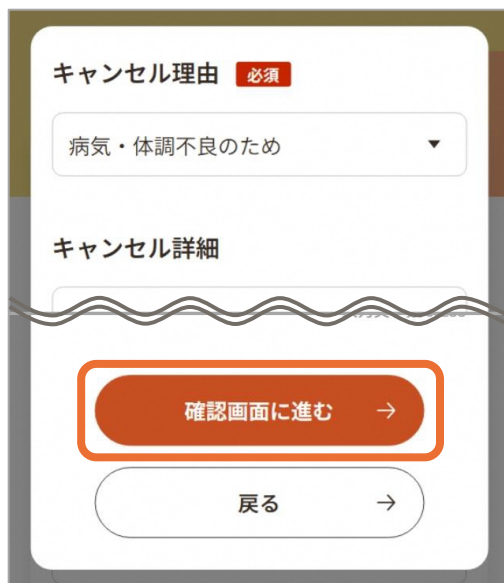 キャンセル理由 必須
病気・体調不良のため
キャンセル詳細
確認画面に進む
戻る